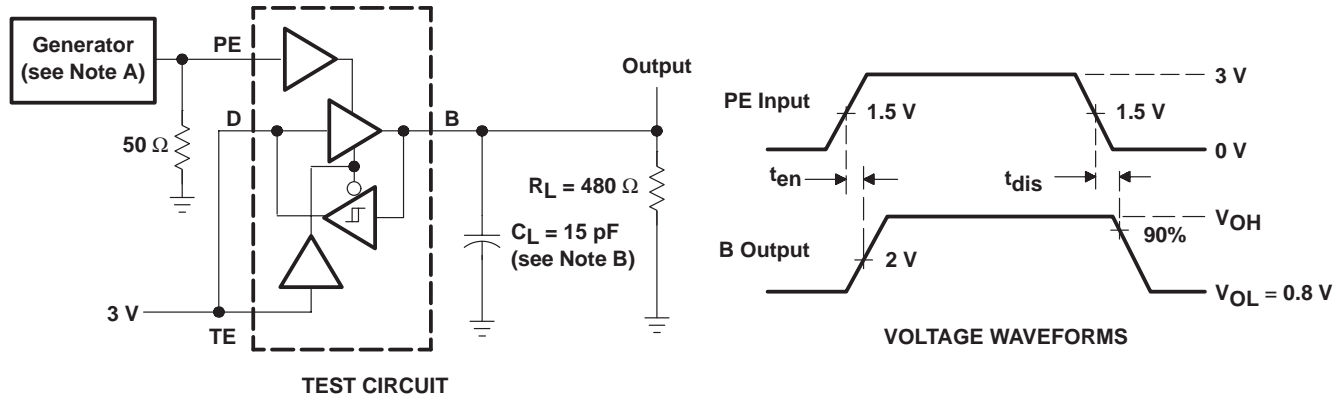 Generator
(see Note A)
PE
50 Ω
D
B
3 V
TE
Output
R_L = 480 Ω
C_L = 15 pF
(see Note B)
TEST CIRCUIT
PE Input
1.5 V
1.5 V
3 V
0 V
t_en
t_dis
B Output
2 V
V_OH
90%
V_OL = 0.8 V
VOLTAGE WAVEFORMS